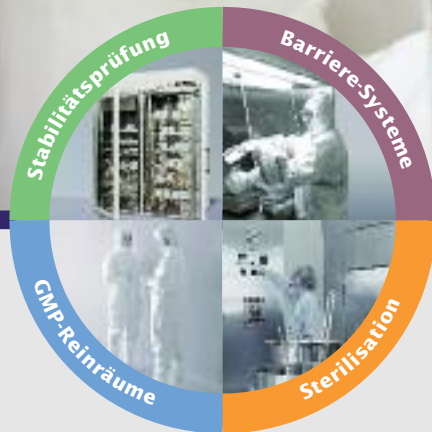 Stabilitätsprüfung
Barriere-Systeme
GMP-Reinräume
Sterilisation